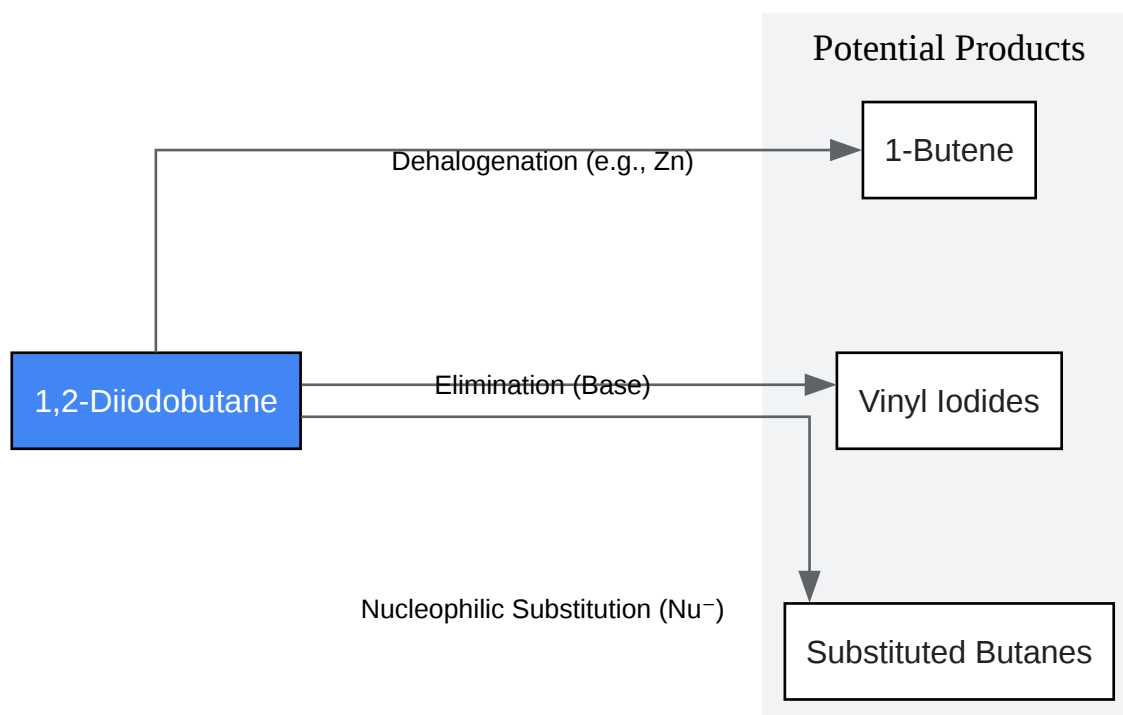 Potential Products
Dehalogenation (e.g., Zn)
1-Butene
1,2-Diiodobutane
Elimination (Base)
Vinyl Iodides
Nucleophilic Substitution (Nu⁻)
Substituted Butanes